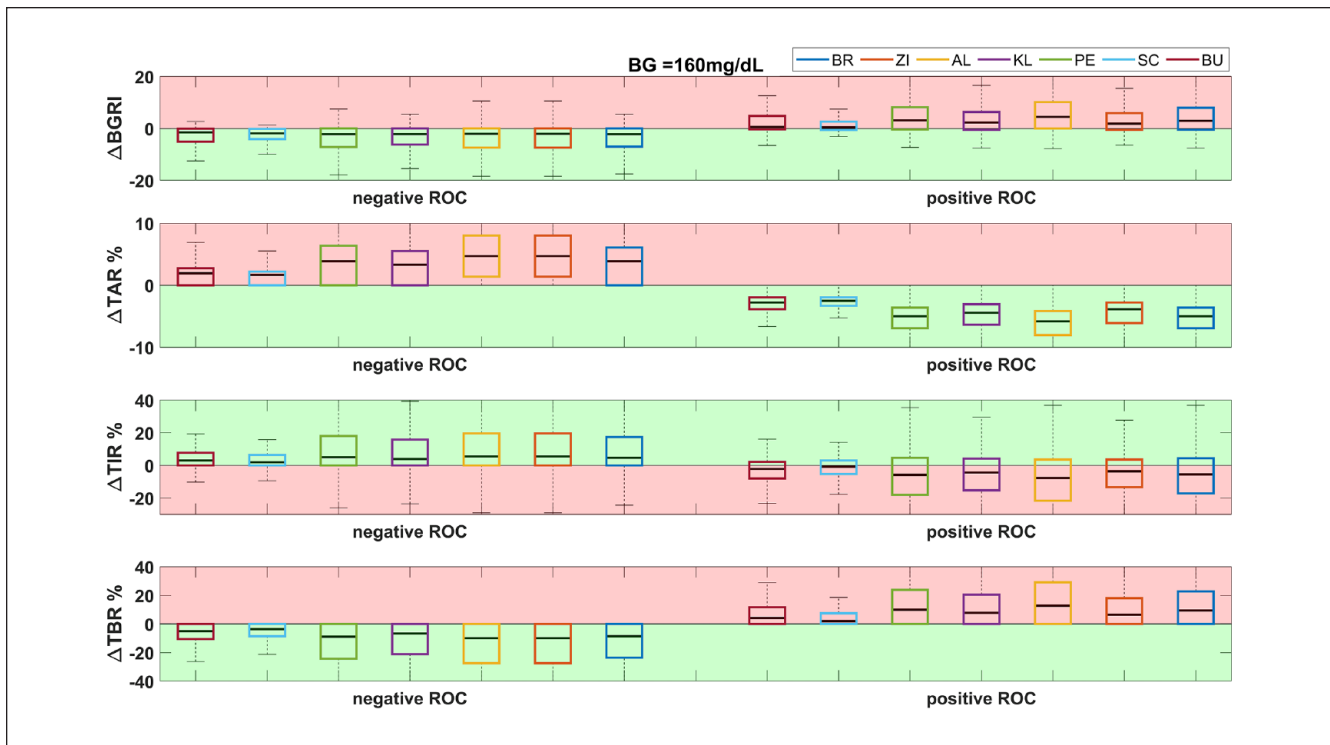 BG =160mg/dL
BR ZI AL KL PE SC BU
ΔBGRI
20
0
-20
negative ROC positive ROC
ΔTAR %
10
0
-10
negative ROC positive ROC
ΔTIR %
40
20
0
-20
negative ROC positive ROC
ΔTBR %
40
20
0
-20
-40
negative ROC positive ROC